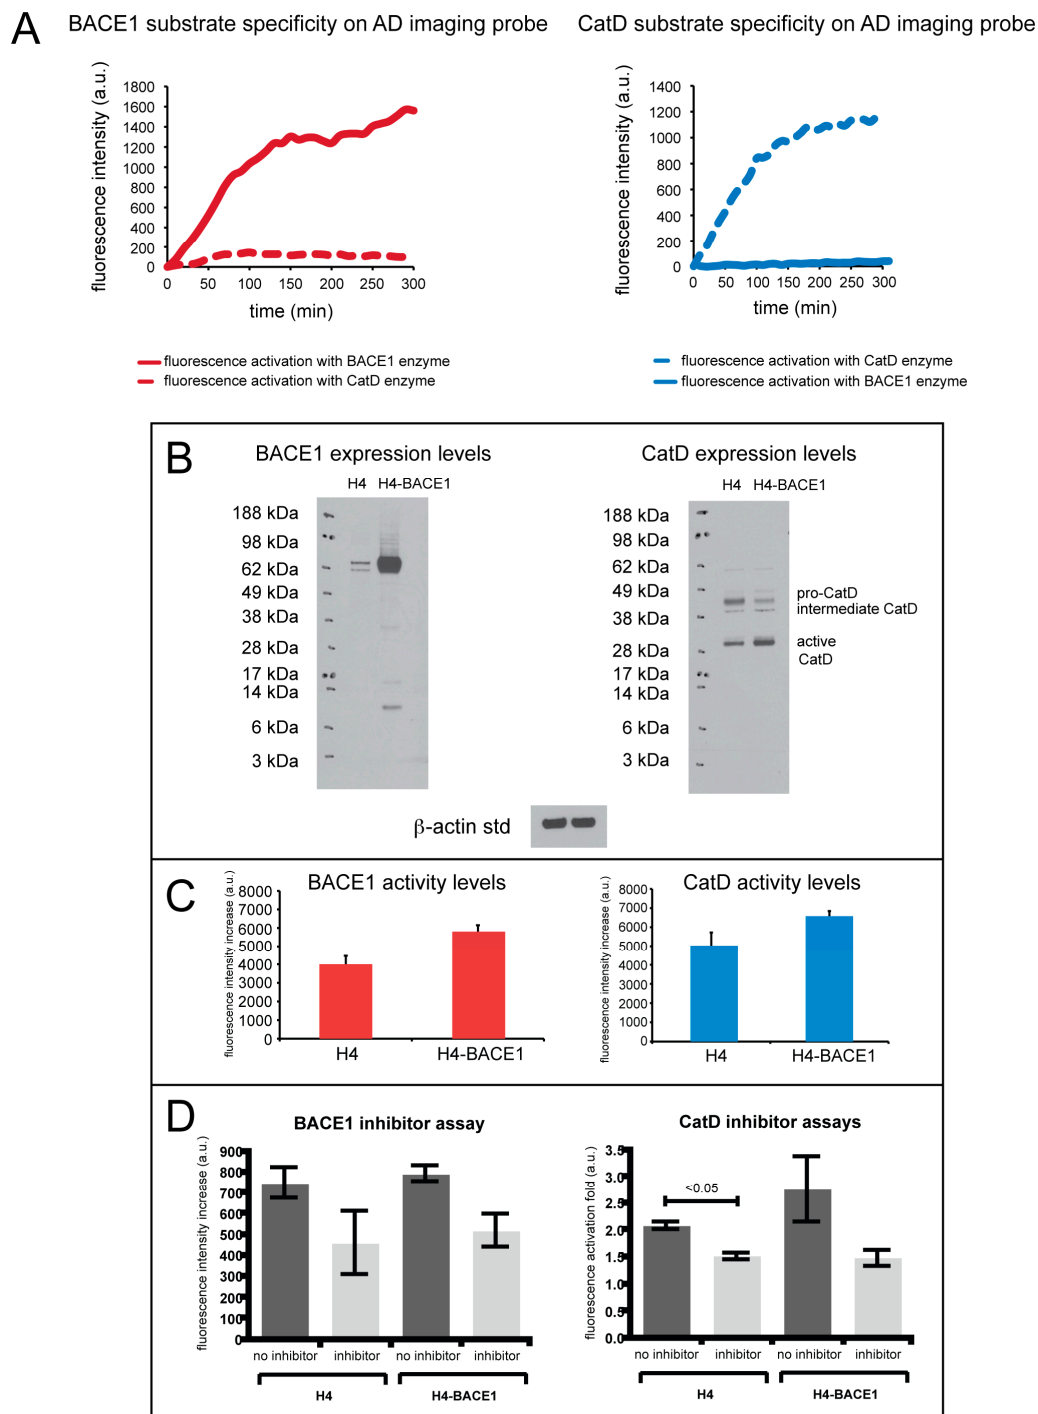 A
BACE1 substrate specificity on AD imaging probe
CatD substrate specificity on AD imaging probe
fluorescence intensity (a.u.)
1800
1600
1400
1200
1000
800
600
400
200
0
0 50 100 150 200 250 300
time (min)
fluorescence activation with BACE1 enzyme
fluorescence activation with CatD enzyme
fluorescence intensity (a.u.)
1400
1200
1000
800
600
400
200
0
0 50 100 150 200 250 300
time (min)
fluorescence activation with CatD enzyme
fluorescence activation with BACE1 enzyme
B
BACE1 expression levels
H4 H4-BACE1
188 kDa
98 kDa
62 kDa
49 kDa
38 kDa
28 kDa
17 kDa
14 kDa
6 kDa
3 kDa
CatD expression levels
H4 H4-BACE1
188 kDa
98 kDa
62 kDa
49 kDa
38 kDa
28 kDa
17 kDa
14 kDa
6 kDa
3 kDa
pro-CatD
intermediate CatD
active
CatD
β-actin std
C
BACE1 activity levels
fluorescence intensity increase (a.u.)
8000
7000
6000
5000
4000
3000
2000
1000
0
H4 H4-BACE1
CatD activity levels
fluorescence intensity increase (a.u.)
8000
7000
6000
5000
4000
3000
2000
1000
0
H4 H4-BACE1
D
BACE1 inhibitor assay
fluorescence intensity increase (a.u.)
900
800
700
600
500
400
300
200
100
0
no inhibitor inhibitor no inhibitor inhibitor
H4 H4-BACE1
CatD inhibitor assays
fluorescence activation fold (a.u.)
3.5
3.0
2.5
2.0
1.5
1.0
0.5
0.0
<0.05
no inhibitor inhibitor no inhibitor inhibitor
H4 H4-BACE1